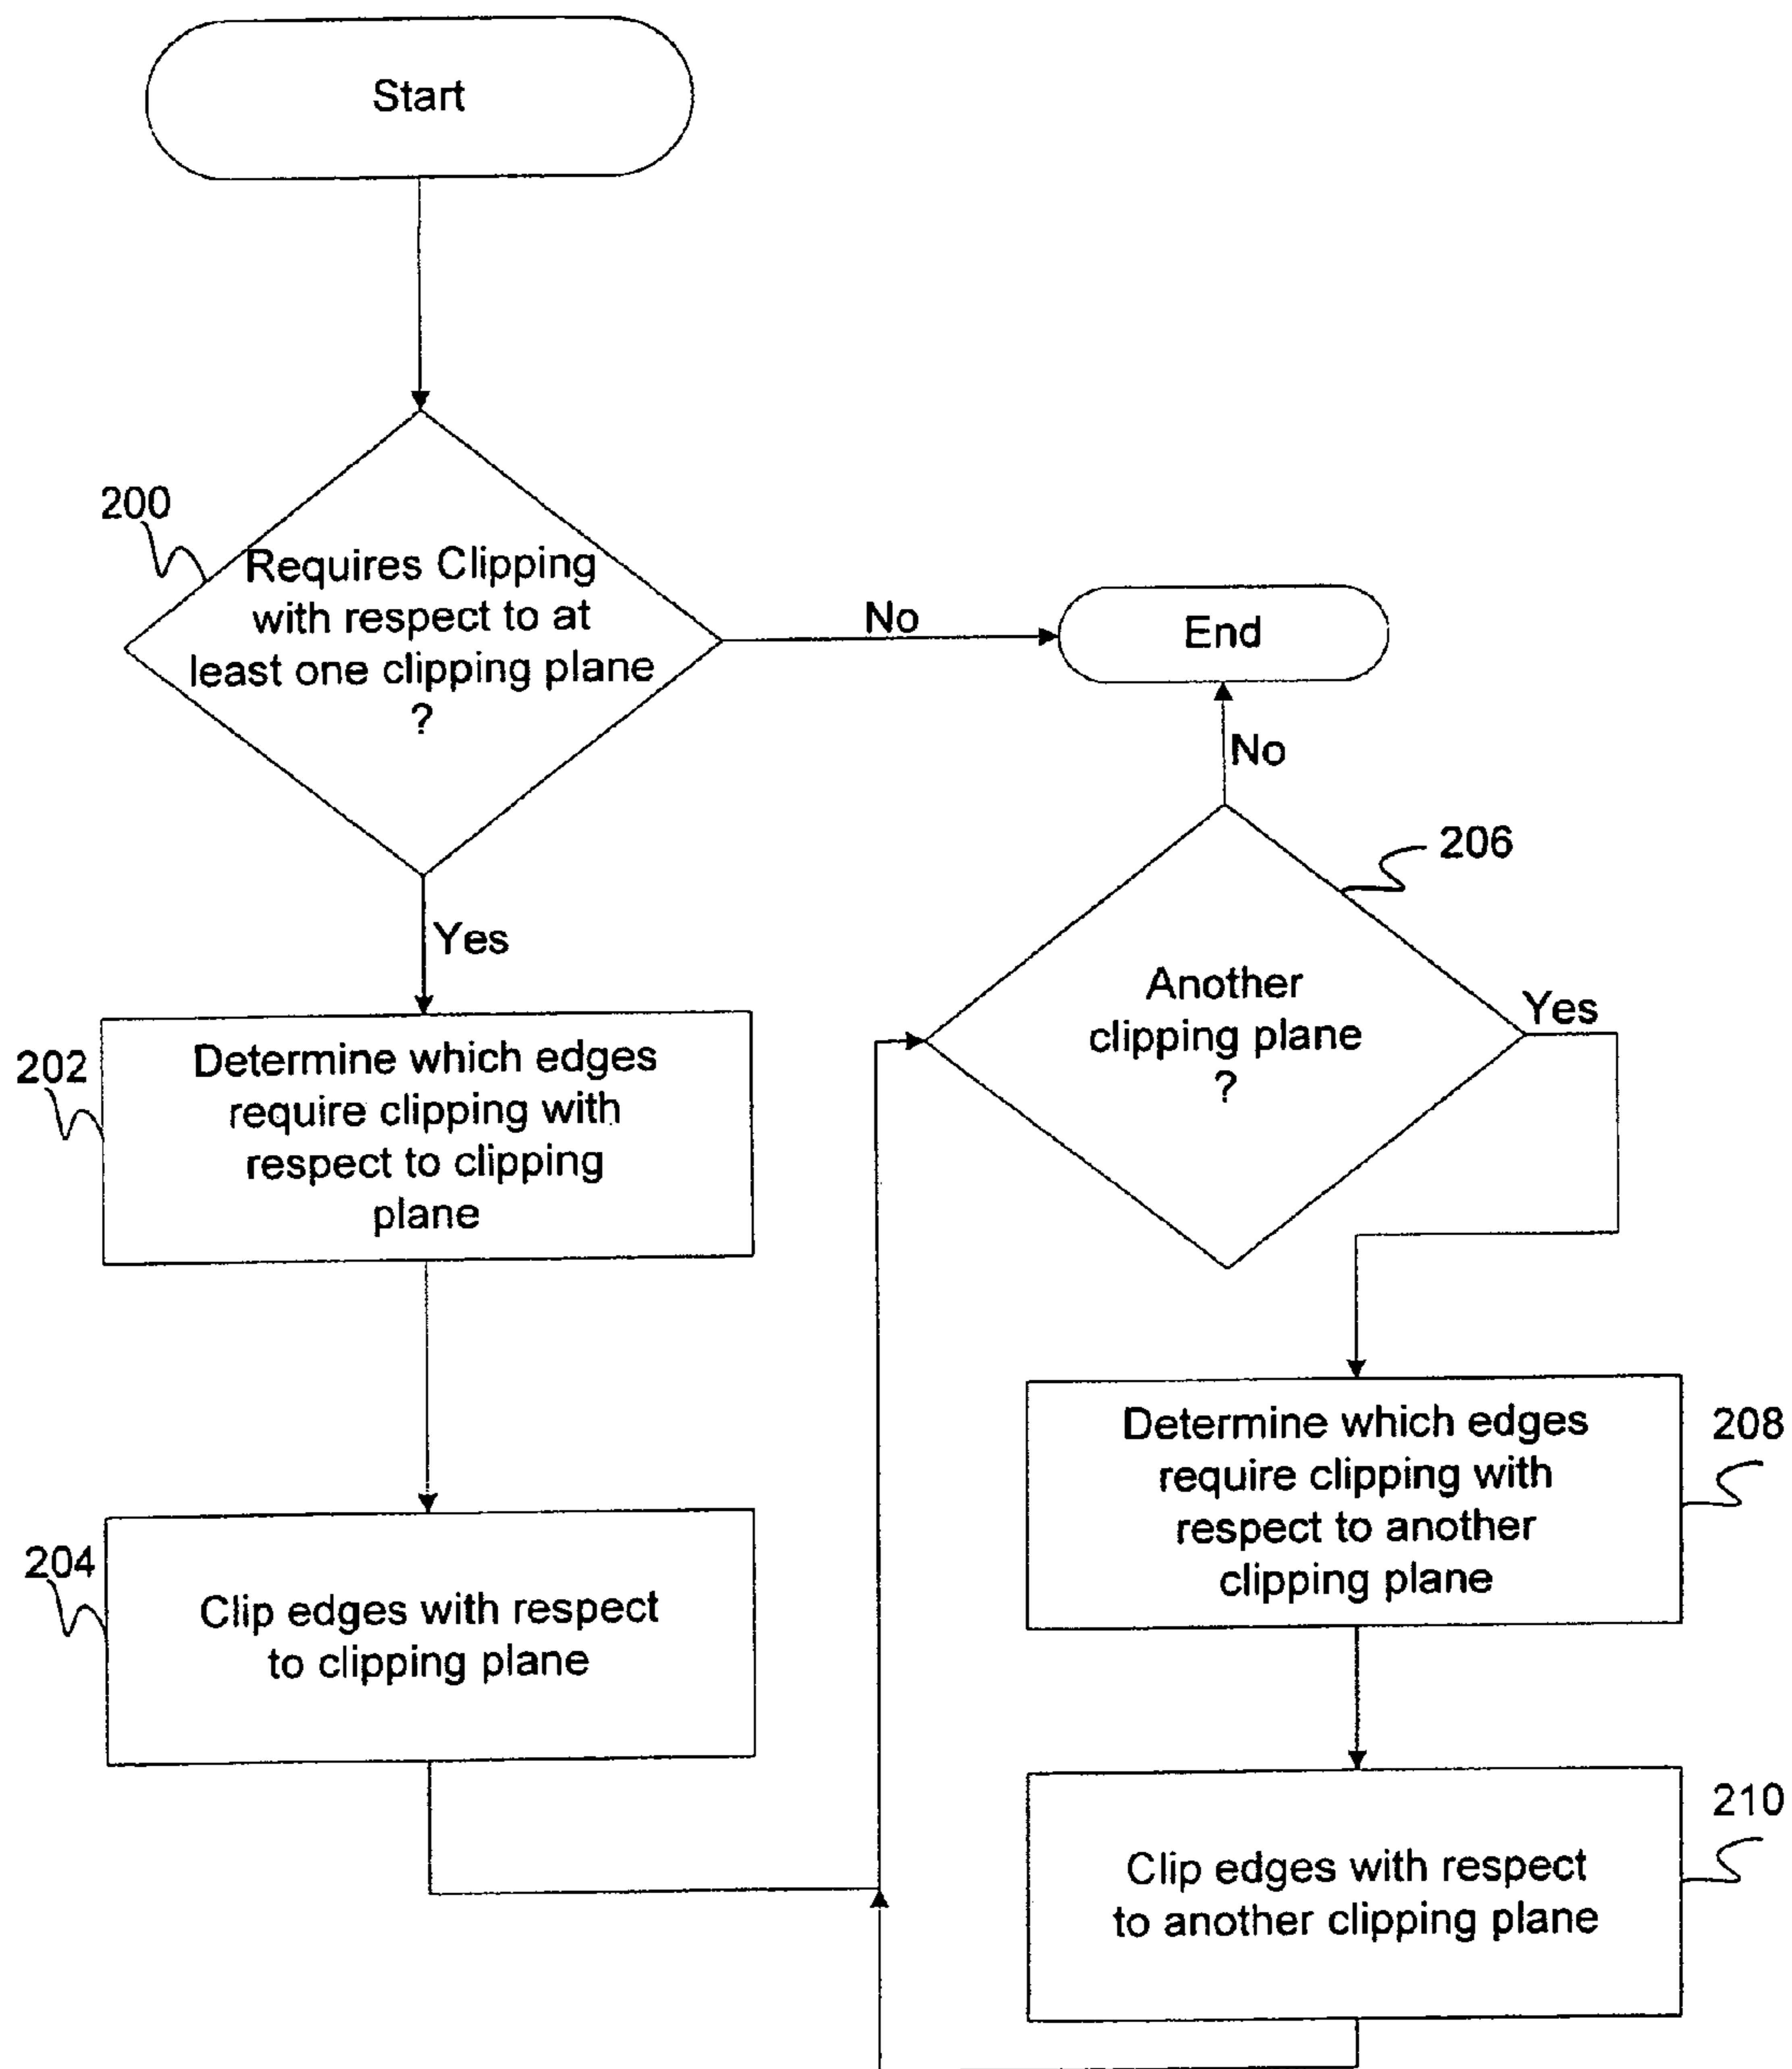 Start
200
Requires Clipping
with respect to at
least one clipping plane
?
No
End
No
Yes
206
Another
clipping plane
?
Yes
202
Determine which edges
require clipping with
respect to clipping
plane
204
Clip edges with respect
to clipping plane
208
Determine which edges
require clipping with
respect to another
clipping plane
210
Clip edges with respect
to another clipping plane